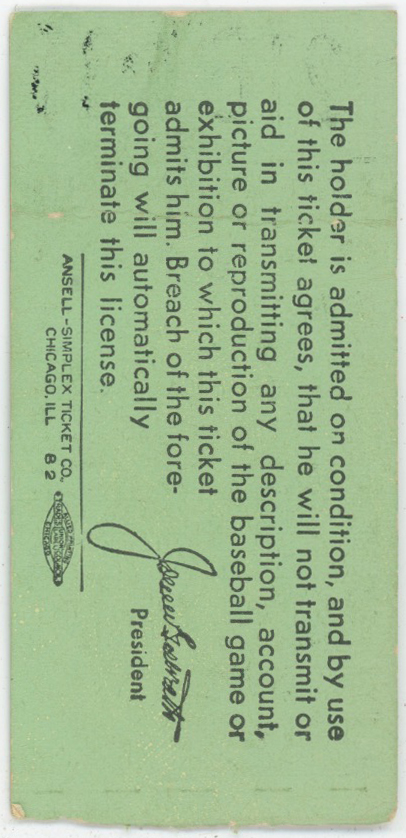 The holder is admitted on condition, and by use
of this ticket agrees, that he will not transmit or
aid in transmitting any description, account,
picture or reproduction of the baseball game or
exhibition to which this ticket
admits him. Breach of the fore-
going will automatically
terminate this license.
President
ANSELL-SIMPLEX TICKET CO.,
CHICAGO, ILL 82